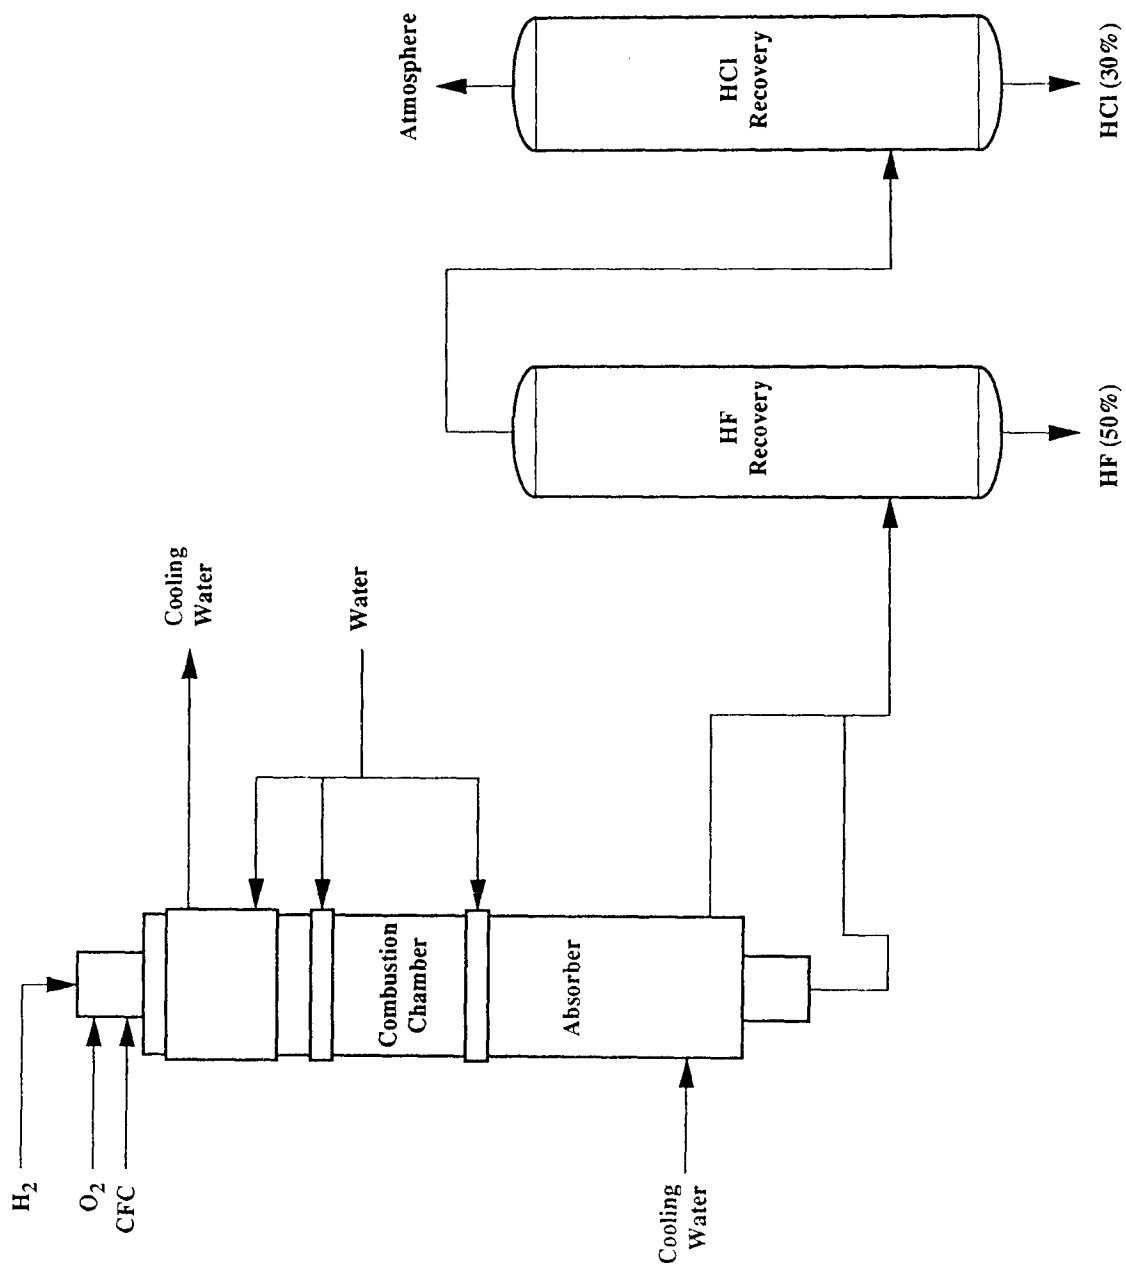 H2
O2
CFC
Cooling
Water
Water
Combustion
Chamber
Absorber
Cooling
Water
Atmosphere
HF
Recovery
HCl
Recovery
HF (50%)
HCl (30%)